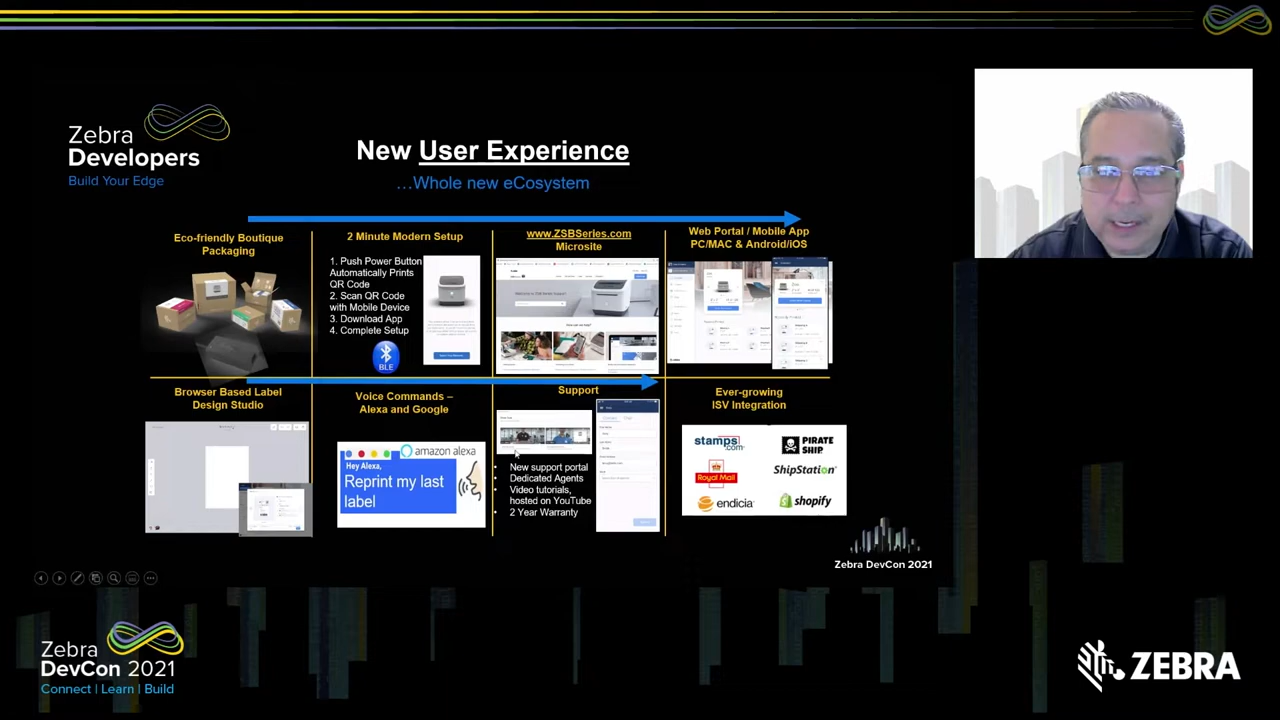 Zebra
Developers
Build Your Edge
New User Experience
…Whole new eCosystem
Eco-friendly Boutique
Packaging
2 Minute Modern Setup
1. Push Power Button
Automatically Prints
QR Code
2. Scan QR Code
with Mobile Device
3. Download App
4. Complete Setup
BLE
www.ZSBSeries.com
Microsite
Web Portal / Mobile App
PC/MAC & Android/iOS
Browser Based Label
Design Studio
Voice Commands –
Alexa and Google
amazon alexa
Hey Alexa,
Reprint my last
label
Support
New support portal
Dedicated Agents
Video tutorials,
hosted on YouTube
2 Year Warranty
Ever-growing
ISV Integration
stamps.com
PIRATE
SHIP
Royal Mail
ShipStation
endicia
shopify
Zebra DevCon 2021
Zebra
DevCon 2021
Connect | Learn | Build
ZEBRA